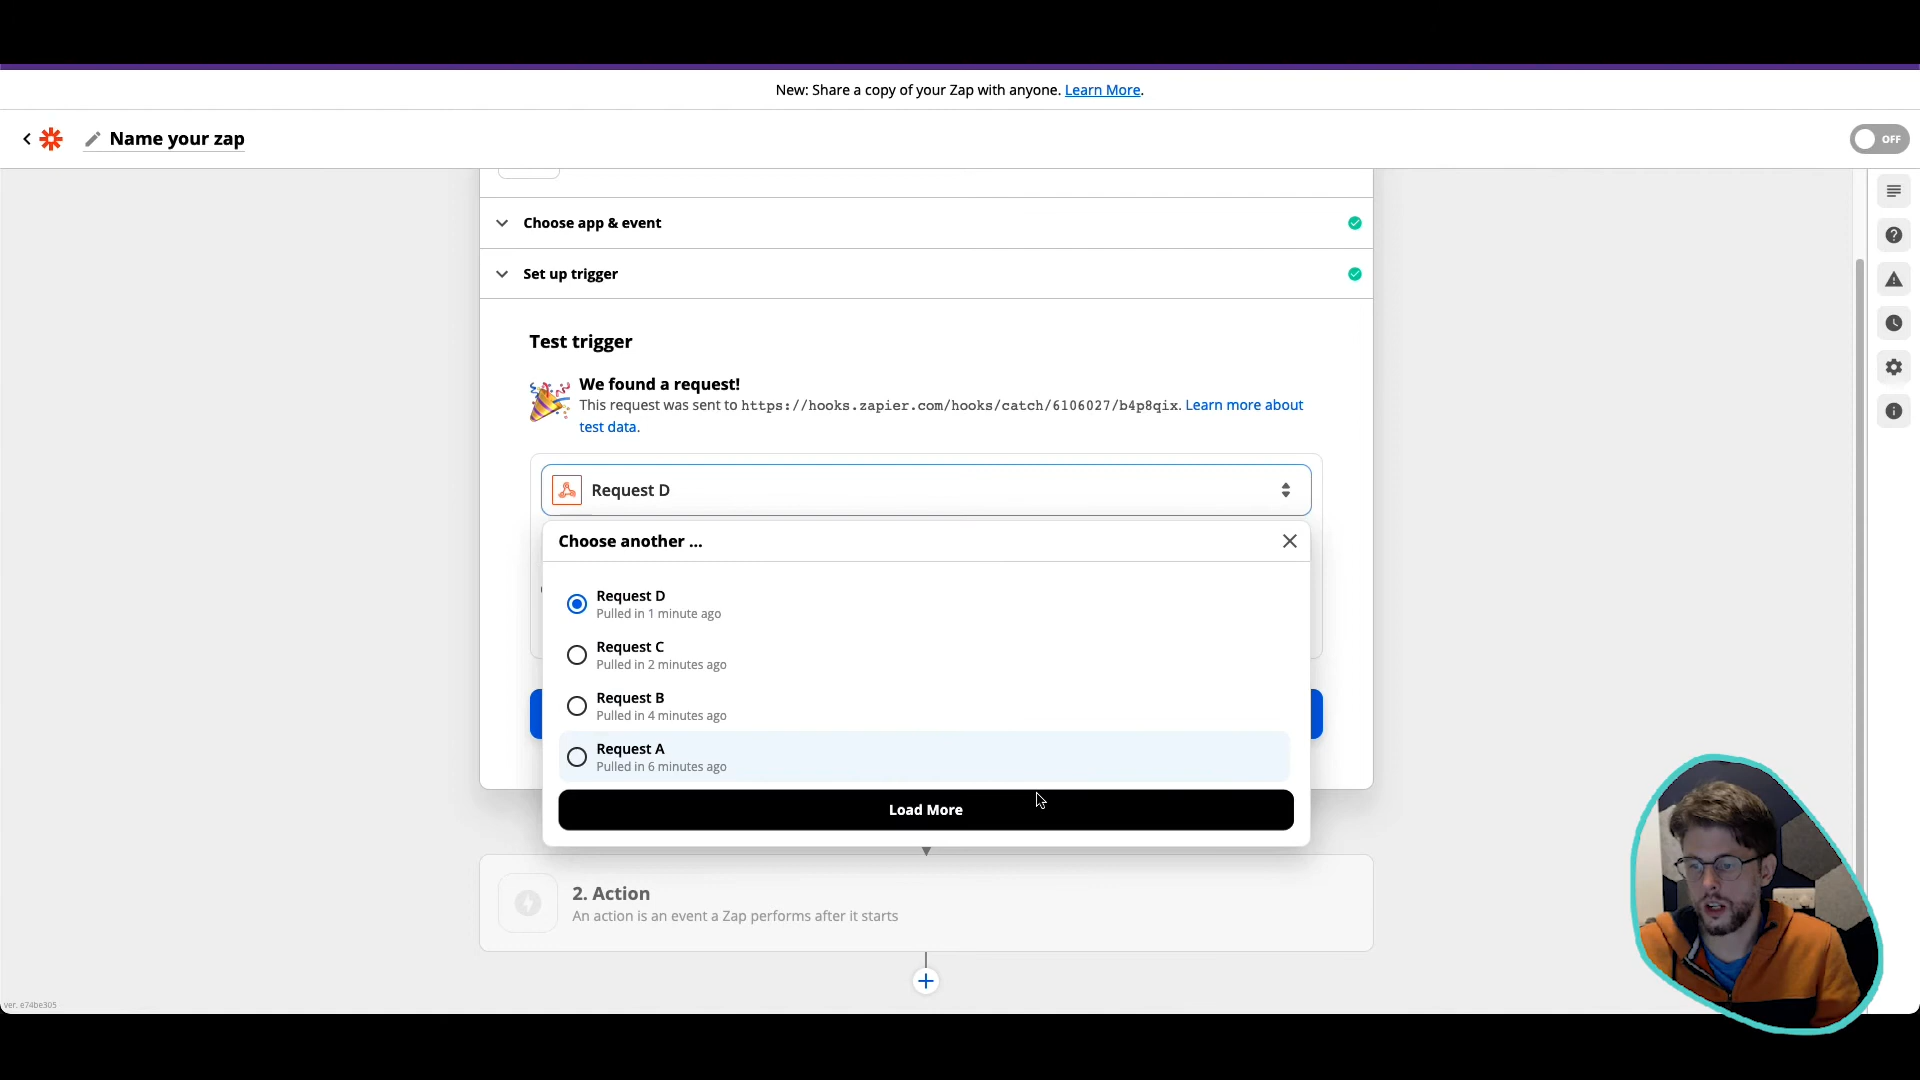 New: Share a copy of your Zap with anyone. Learn More.
Name your zap
OFF
Choose app & event
Set up trigger
Test trigger
We found a request!
This request was sent to https://hooks.zapier.com/hooks/catch/6106027/b4p8qix. Learn more about
test data.
Request D
Choose another ...
Request D
Pulled in 1 minute ago
Request C
Pulled in 2 minutes ago
Request B
Pulled in 4 minutes ago
Request A
Pulled in 6 minutes ago
Load More
2. Action
An action is an event a Zap performs after it starts
ver. e74be305